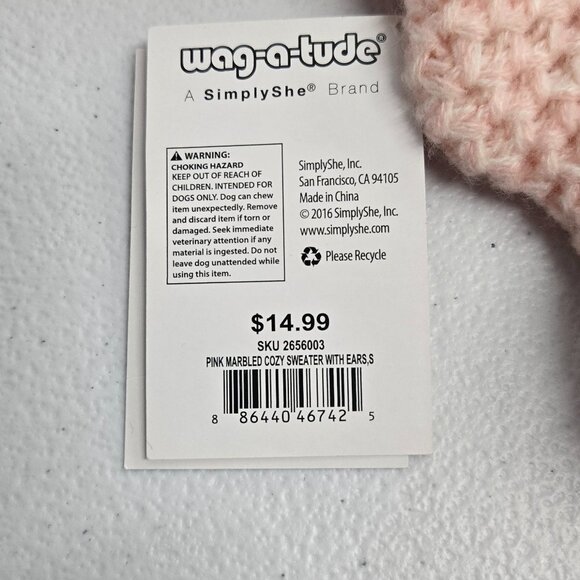 wag-a-tude®
A SimplyShe® Brand
⚠ WARNING:
CHOKING HAZARD
KEEP OUT OF REACH OF
CHILDREN. INTENDED FOR
DOGS ONLY. Dog can chew
item unexpectedly. Remove
and discard item if torn or
damaged. Seek immediate
veterinary attention if any
material is ingested. Do not
leave dog unattended while
using this item.
SimplyShe, Inc.
San Francisco, CA 94105
Made in China
© 2016 SimplyShe, Inc.
www.simplyshe.com
Please Recycle
$14.99
SKU 2656003
PINK MARBLED COZY SWEATER WITH EARS,S
8 86440 46742 5